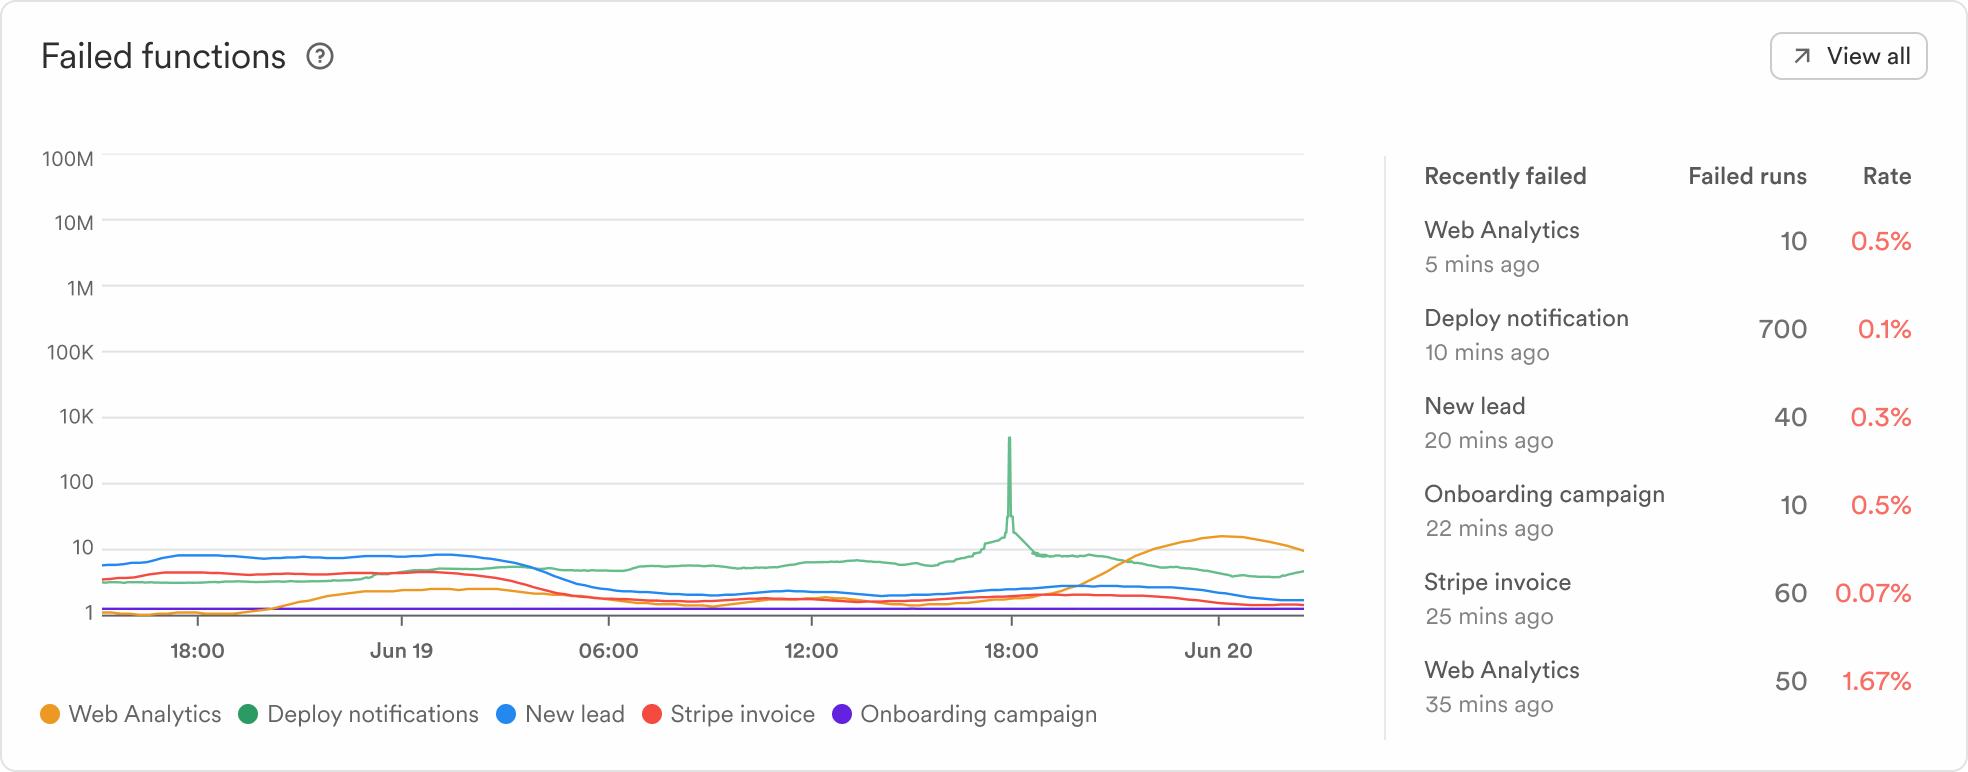 Failed functions ?
View all
100M
10M
1M
100K
10K
100
10
1
18:00 Jun 19 06:00 12:00 18:00 Jun 20
Web Analytics Deploy notifications New lead Stripe invoice Onboarding campaign
Recently failed Failed runs Rate
Web Analytics 10 0.5%
5 mins ago
Deploy notification 700 0.1%
10 mins ago
New lead 40 0.3%
20 mins ago
Onboarding campaign 10 0.5%
22 mins ago
Stripe invoice 60 0.07%
25 mins ago
Web Analytics 50 1.67%
35 mins ago